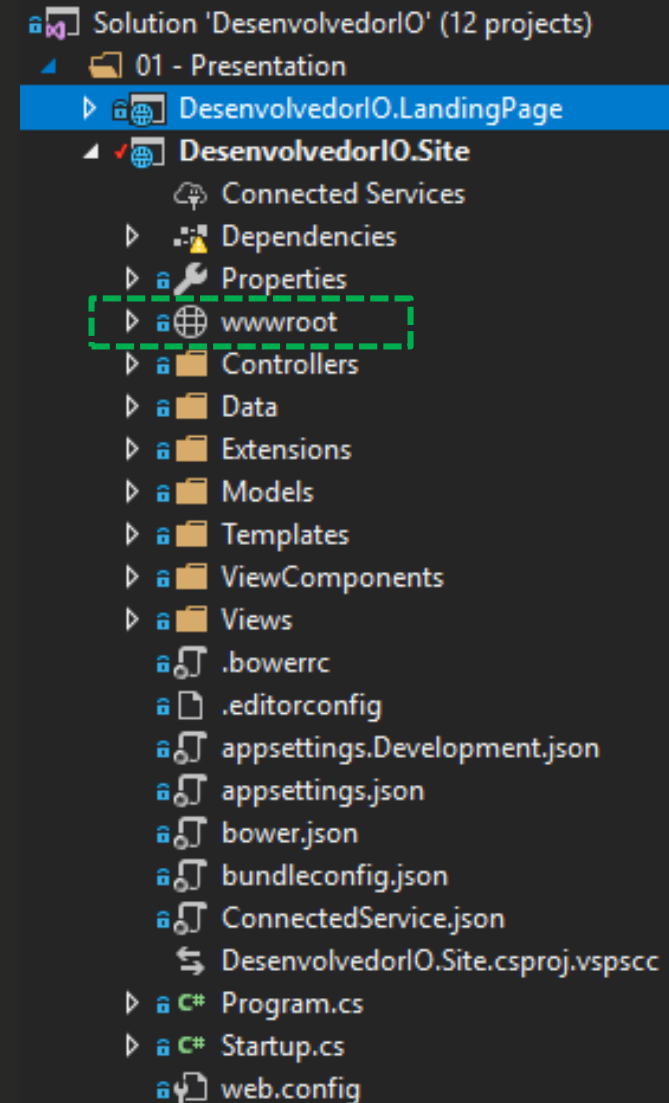 Solution 'DesenvolvedorIO' (12 projects)
01 - Presentation
DesenvolvedorIO.LandingPage
DesenvolvedorIO.Site
Connected Services
Dependencies
Properties
wwwroot
Controllers
Data
Extensions
Models
Templates
ViewComponents
Views
.bowerrc
.editorconfig
appsettings.Development.json
appsettings.json
bower.json
bundleconfig.json
ConnectedService.json
DesenvolvedorIO.Site.csproj.vspscc
C# Program.cs
C# Startup.cs
web.config